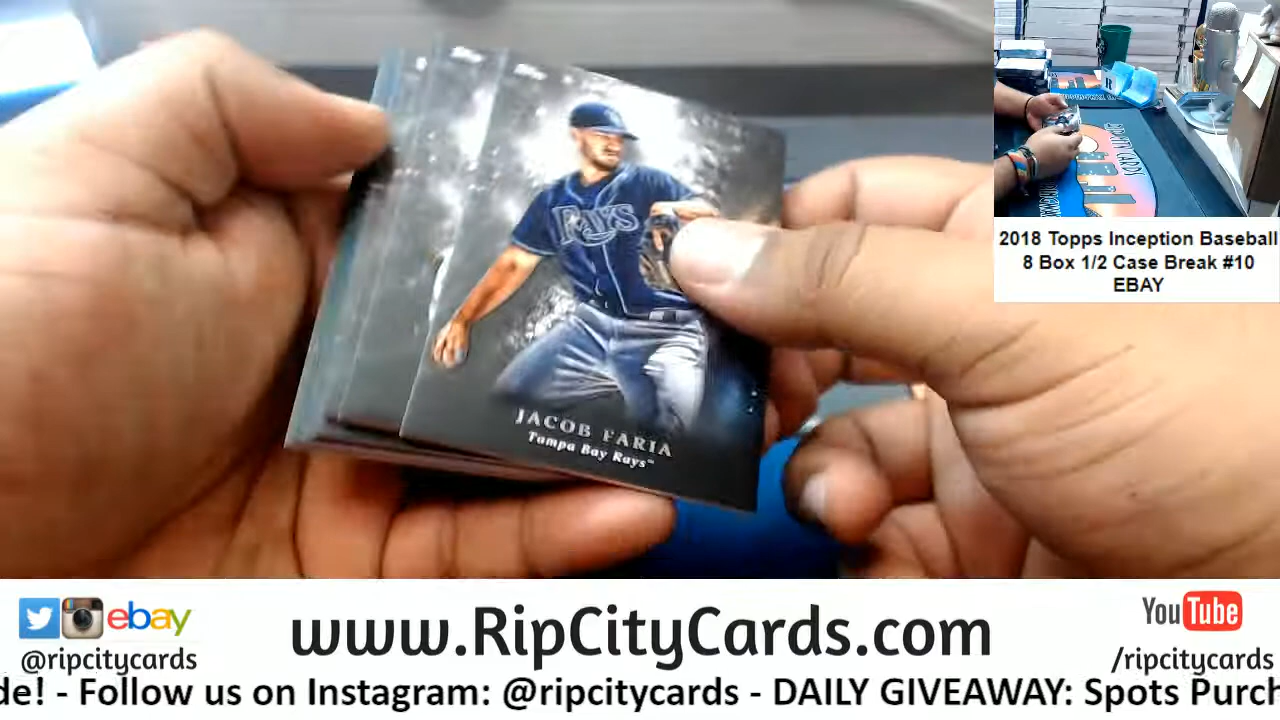 RAYS
JACOB FARIA
Tampa Bay Rays™
2018 Topps Inception Baseball
8 Box 1/2 Case Break #10
EBAY
ebay
@ripcitycards
www.RipCityCards.com
YouTube
/ripcitycards
de! - Follow us on Instagram: @ripcitycards - DAILY GIVEAWAY: Spots Purch